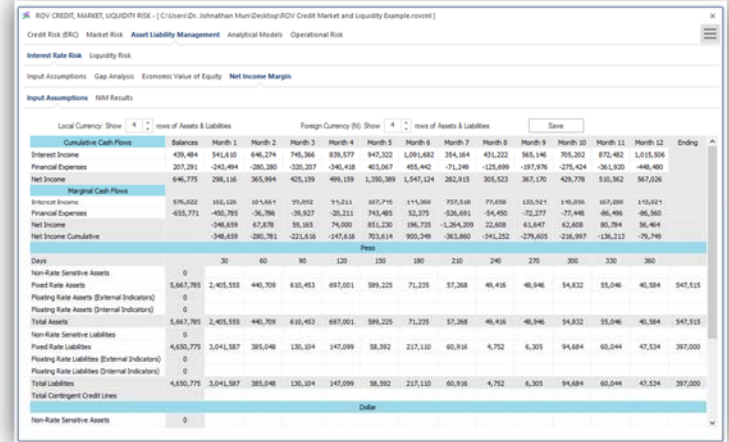 ROV CREDIT, MARKET, LIQUIDITY RISK - [ C:\Users\Dr. Johnathan Mun\Desktop\ROV Credit Market and Liquidity Example.rovcml ]
Credit Risk (ERC) Market Risk Asset Liability Management Analytical Models Operational Risk
Interest Rate Risk Liquidity Risk
Input Assumptions Gap Analysis Economic Value of Equity Net Income Margin
Input Assumptions NIM Results
Local Currency: Show 4 rows of Assets & Liabilities Foreign Currency (N): Show 4 rows of Assets & Liabilities Save
Cumulative Cash Flows Balances Month 1 Month 2 Month 3 Month 4 Month 5 Month 6 Month 7 Month 8 Month 9 Month 10 Month 11 Month 12 Ending
Interest Income 439,484 541,610 646,274 745,366 839,577 947,322 1,091,682 354,164 431,222 565,146 705,202 872,482 1,015,506
Financial Expenses 207,291 -243,494 -280,280 -320,207 -340,418 403,067 455,442 -71,249 -125,699 -197,976 -275,424 -361,920 -448,480
Net Income 646,775 298,116 365,994 425,159 499,159 1,350,389 1,547,124 282,915 305,523 367,170 429,778 510,562 567,026
Marginal Cash Flows
Interest Income 102,126 77,058
Financial Expenses -655,771 -450,785 -36,786 -39,927 -20,211 743,485 52,375 -526,691 -54,450 -72,277 -77,448 -86,496 -86,560
Net Income -348,659 67,878 59,165 74,000 851,230 196,735 -1,264,209 22,608 61,647 62,608 80,784 56,464
Net Income Cumulative -348,659 -280,781 -221,616 -147,616 703,614 900,349 -363,860 -341,252 -279,605 -216,997 -136,213 -79,749
Peso
Days 30 60 90 120 150 180 210 240 270 300 330 360
Non-Rate Sensitive Assets 0
Fixed Rate Assets 5,667,785 2,405,555 440,709 610,453 697,001 589,225 71,235 57,268 49,416 48,946 54,832 55,046 40,584 547,515
Floating Rate Assets (External Indicators) 0
Floating Rate Assets (Internal Indicators) 0
Total Assets 5,667,785 2,405,555 440,709 610,453 697,001 589,225 71,235 57,268 49,416 48,946 54,832 55,046 40,584 547,515
Non-Rate Sensitive Liabilities 0
Fixed Rate Liabilities 4,650,775 3,041,587 385,048 130,104 147,099 58,592 217,110 60,916 4,752 6,305 94,684 60,044 47,534 397,000
Floating Rate Liabilities (External Indicators) 0
Floating Rate Liabilities (Internal Indicators) 0
Total Liabilities 4,650,775 3,041,587 385,048 130,104 147,099 58,592 217,110 60,916 4,752 6,305 94,684 60,044 47,534 397,000
Total Contingent Credit Lines
Dollar
Non-Rate Sensitive Assets 0